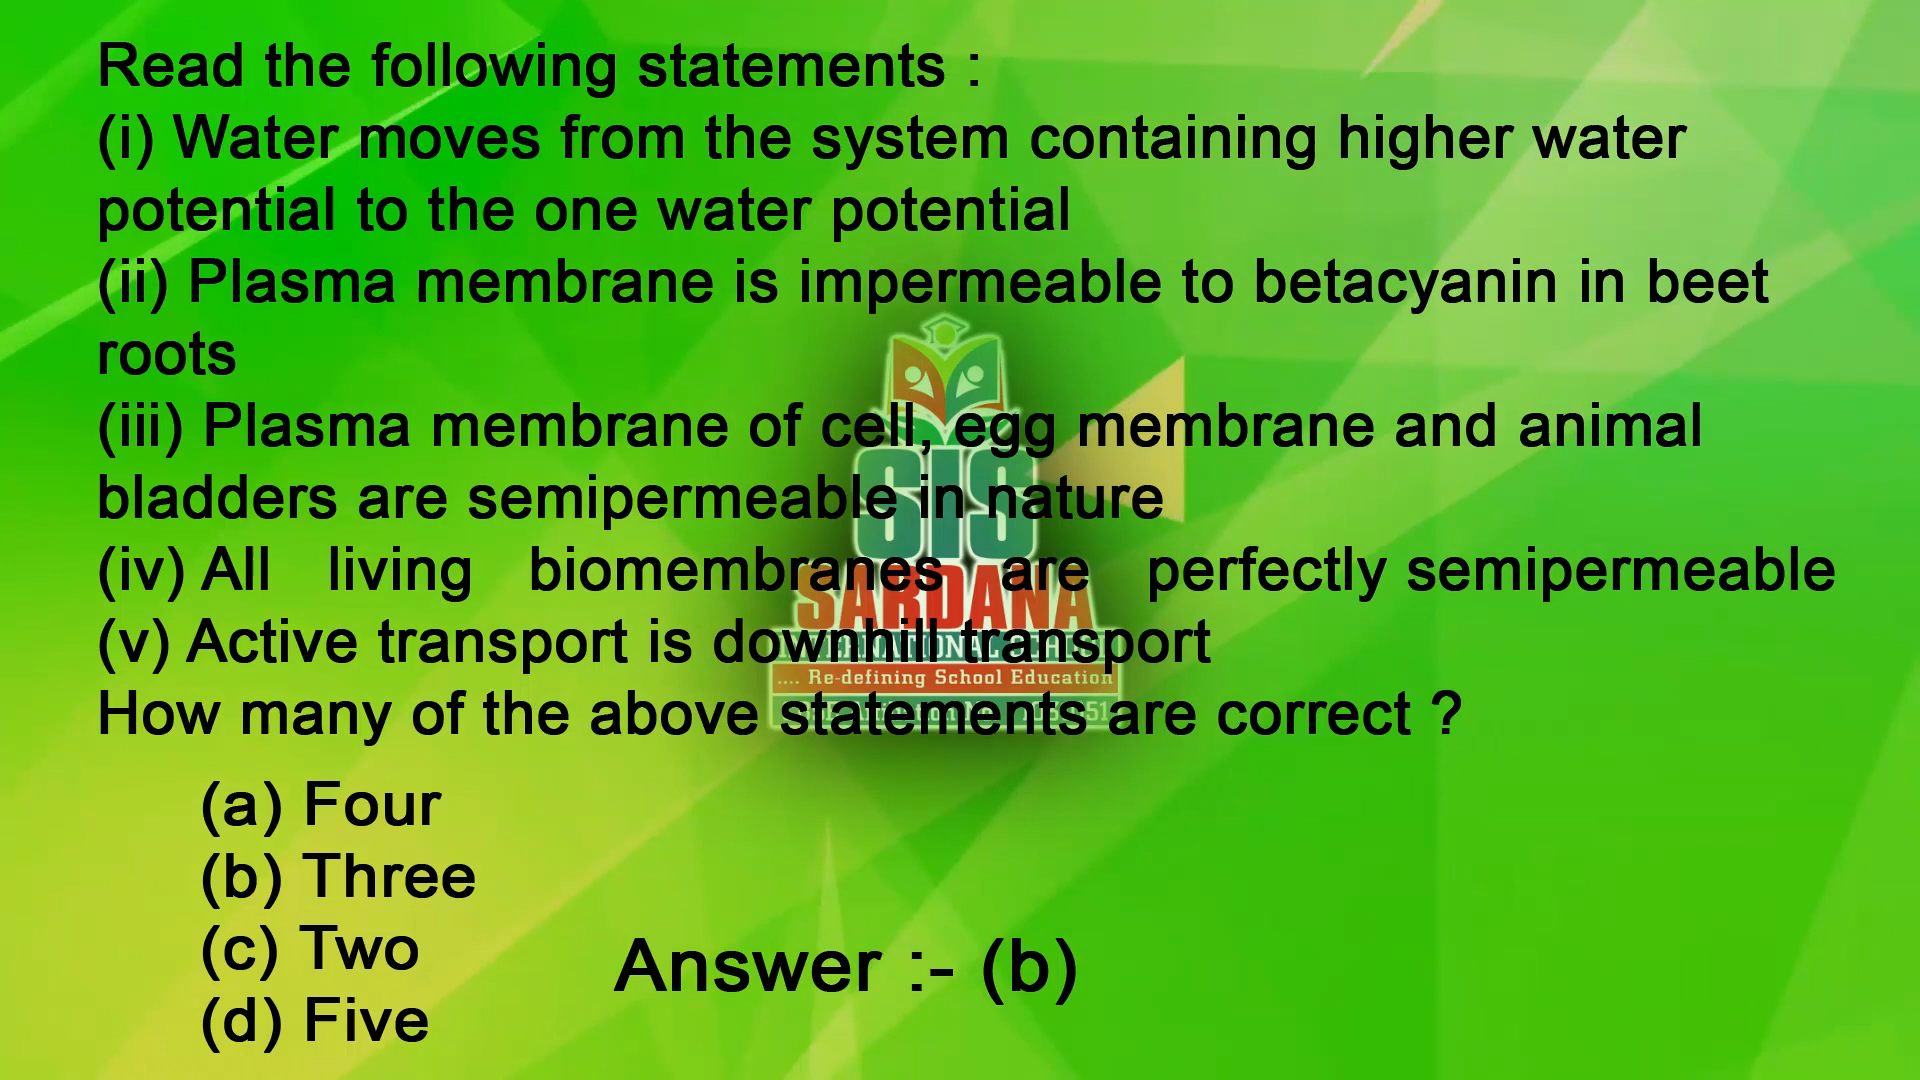 Read the following statements :
(i) Water moves from the system containing higher water
potential to the one water potential
(ii) Plasma membrane is impermeable to betacyanin in beet
roots
(iii) Plasma membrane of cell, egg membrane and animal
bladders are semipermeable in nature
(iv) All living biomembranes are perfectly semipermeable
(v) Active transport is downhill transport
How many of the above statements are correct ?
(a) Four
(b) Three
(c) Two
(d) Five
Answer :- (b)
SIS
SARDANA
INTERNATIONAL SCHOOL
.... Re-defining School Education